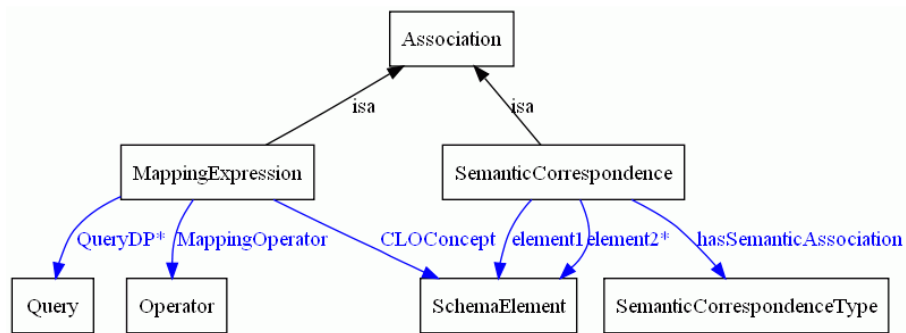 Association
isa
isa
MappingExpression
SemanticCorrespondence
QueryDP*
MappingOperator
CLOConcept
element1
element2*
hasSemanticAssociation
Query
Operator
SchemaElement
SemanticCorrespondenceType